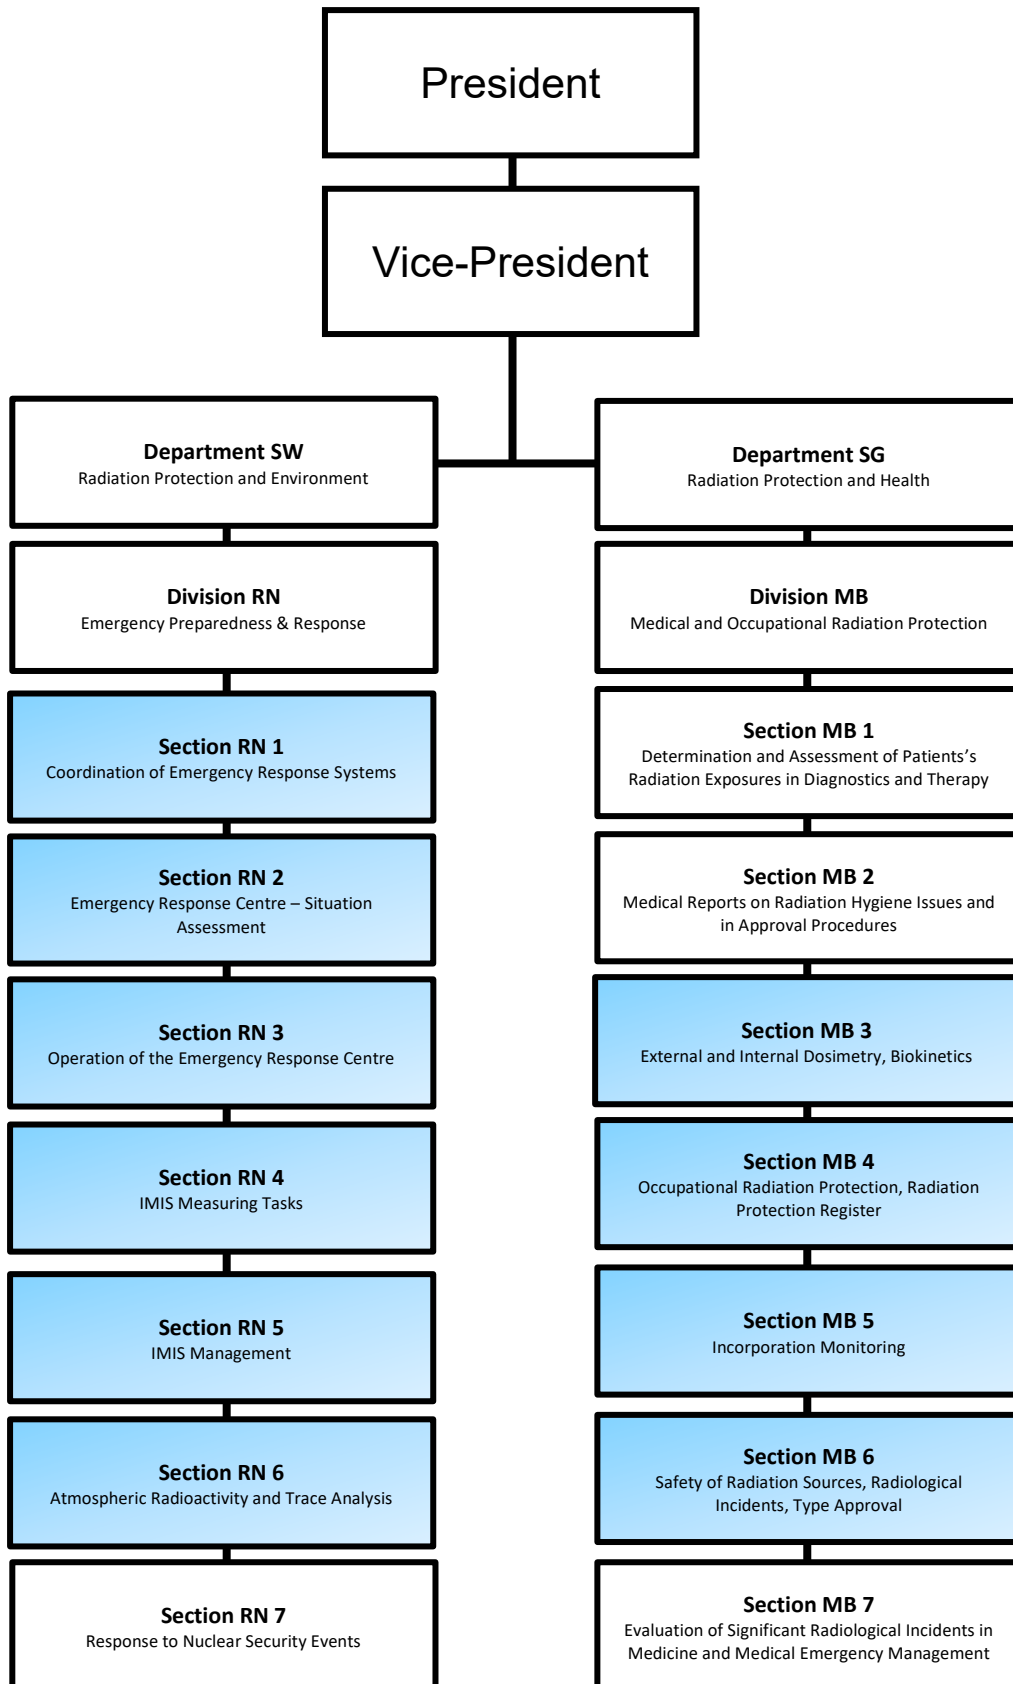 President
Vice-President
Department SW
Radiation Protection and Environment
Division RN
Emergency Preparedness & Response
Section RN 1
Coordination of Emergency Response Systems
Section RN 2
Emergency Response Centre – Situation
Assessment
Section RN 3
Operation of the Emergency Response Centre
Section RN 4
IMIS Measuring Tasks
Section RN 5
IMIS Management
Section RN 6
Atmospheric Radioactivity and Trace Analysis
Section RN 7
Response to Nuclear Security Events
Department SG
Radiation Protection and Health
Division MB
Medical and Occupational Radiation Protection
Section MB 1
Determination and Assessment of Patients’s
Radiation Exposures in Diagnostics and Therapy
Section MB 2
Medical Reports on Radiation Hygiene Issues and
in Approval Procedures
Section MB 3
External and Internal Dosimetry, Biokinetics
Section MB 4
Occupational Radiation Protection, Radiation
Protection Register
Section MB 5
Incorporation Monitoring
Section MB 6
Safety of Radiation Sources, Radiological
Incidents, Type Approval
Section MB 7
Evaluation of Significant Radiological Incidents in
Medicine and Medical Emergency Management